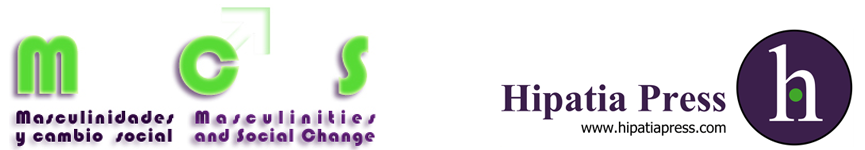 m C S
Masculinidades
y cambio social
Masculinities
and Social Change
Hipatia Press
www.hipatiapress.com
h